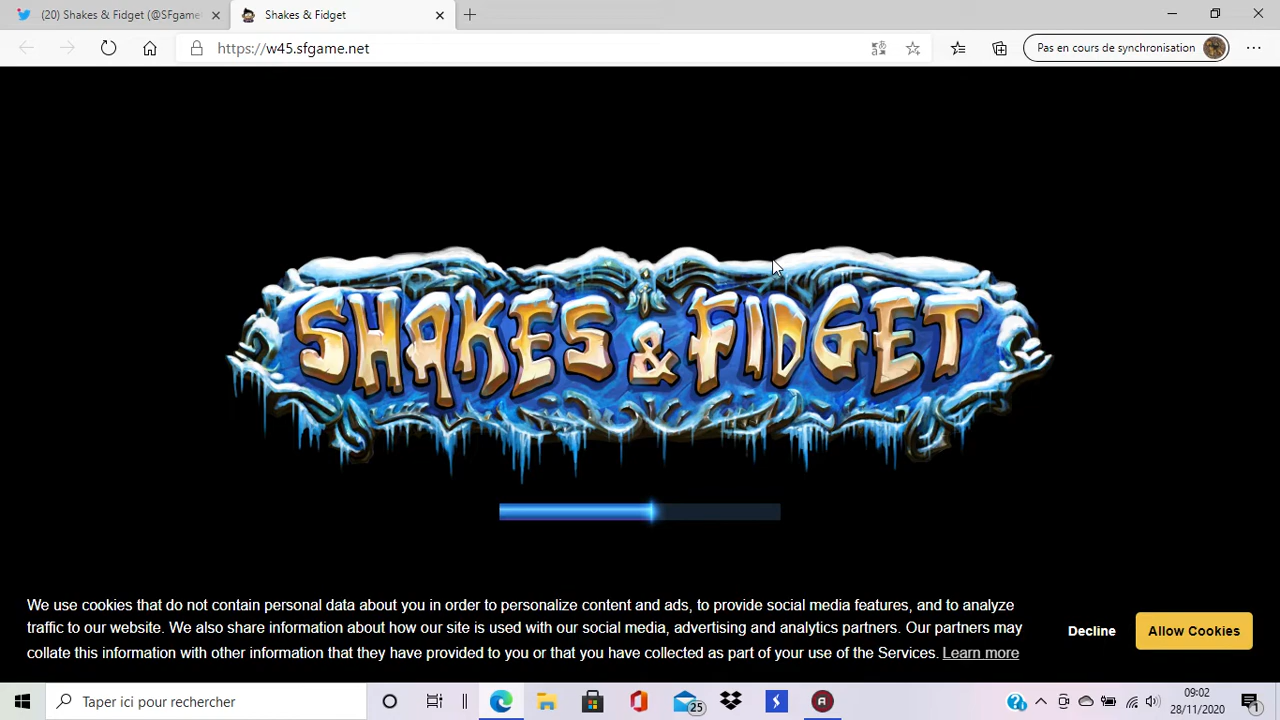 (20) Shakes & Fidget (@SFgame
Shakes & Fidget
https://w45.sfgame.net
Pas en cours de synchronisation
SHAKES & FIDGET
We use cookies that do not contain personal data about you in order to personalize content and ads, to provide social media features, and to analyze
traffic to our website. We also share information about how our site is used with our social media, advertising and analytics partners. Our partners may
collate this information with other information that they have provided to you or that you have collected as part of your use of the Services. Learn more
Decline
Allow Cookies
Taper ici pour rechercher
25
09:02
28/11/2020
1